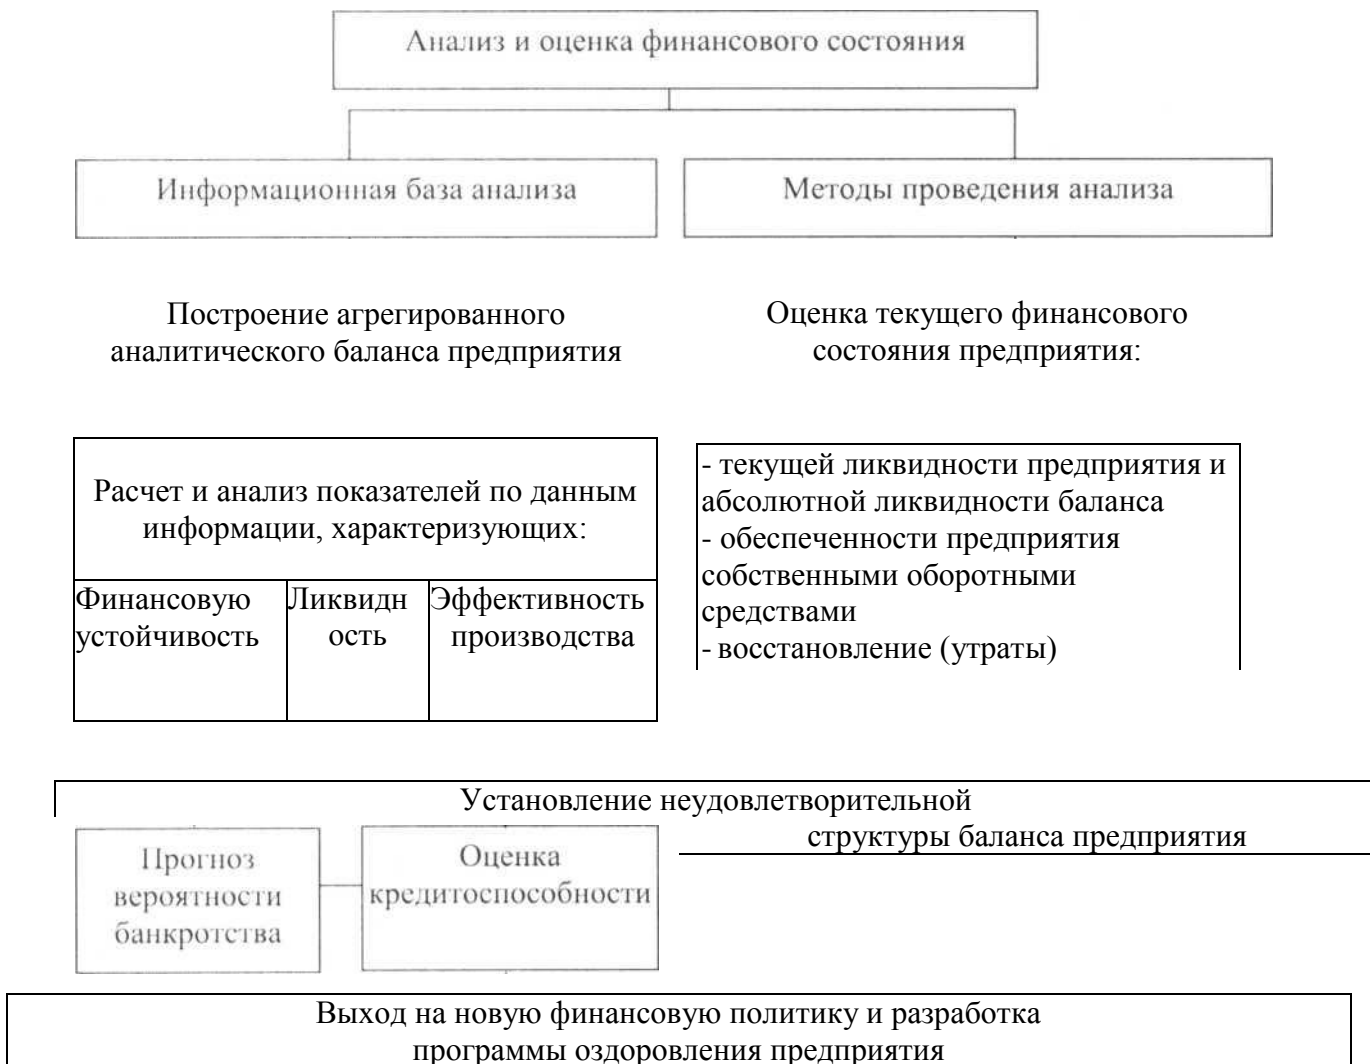 Анализ и оценка финансового состояния
Информационная база анализа
Методы проведения анализа
Построение агрегированного
аналитического баланса предприятия
Оценка текущего финансового
состояния предприятия:
Расчет и анализ показателей по данным
информации, характеризующих:
Финансовую
устойчивость
Ликвидн
ость
Эффективность
производства
- текущей ликвидности предприятия и
абсолютной ликвидности баланса
- обеспеченности предприятия
собственными оборотными
средствами
- восстановление (утраты)
Установление неудовлетворительной
структуры баланса предприятия
Прогноз
вероятности
банкротства
Оценка
кредитоспособности
Выход на новую финансовую политику и разработка
программы оздоровления предприятия